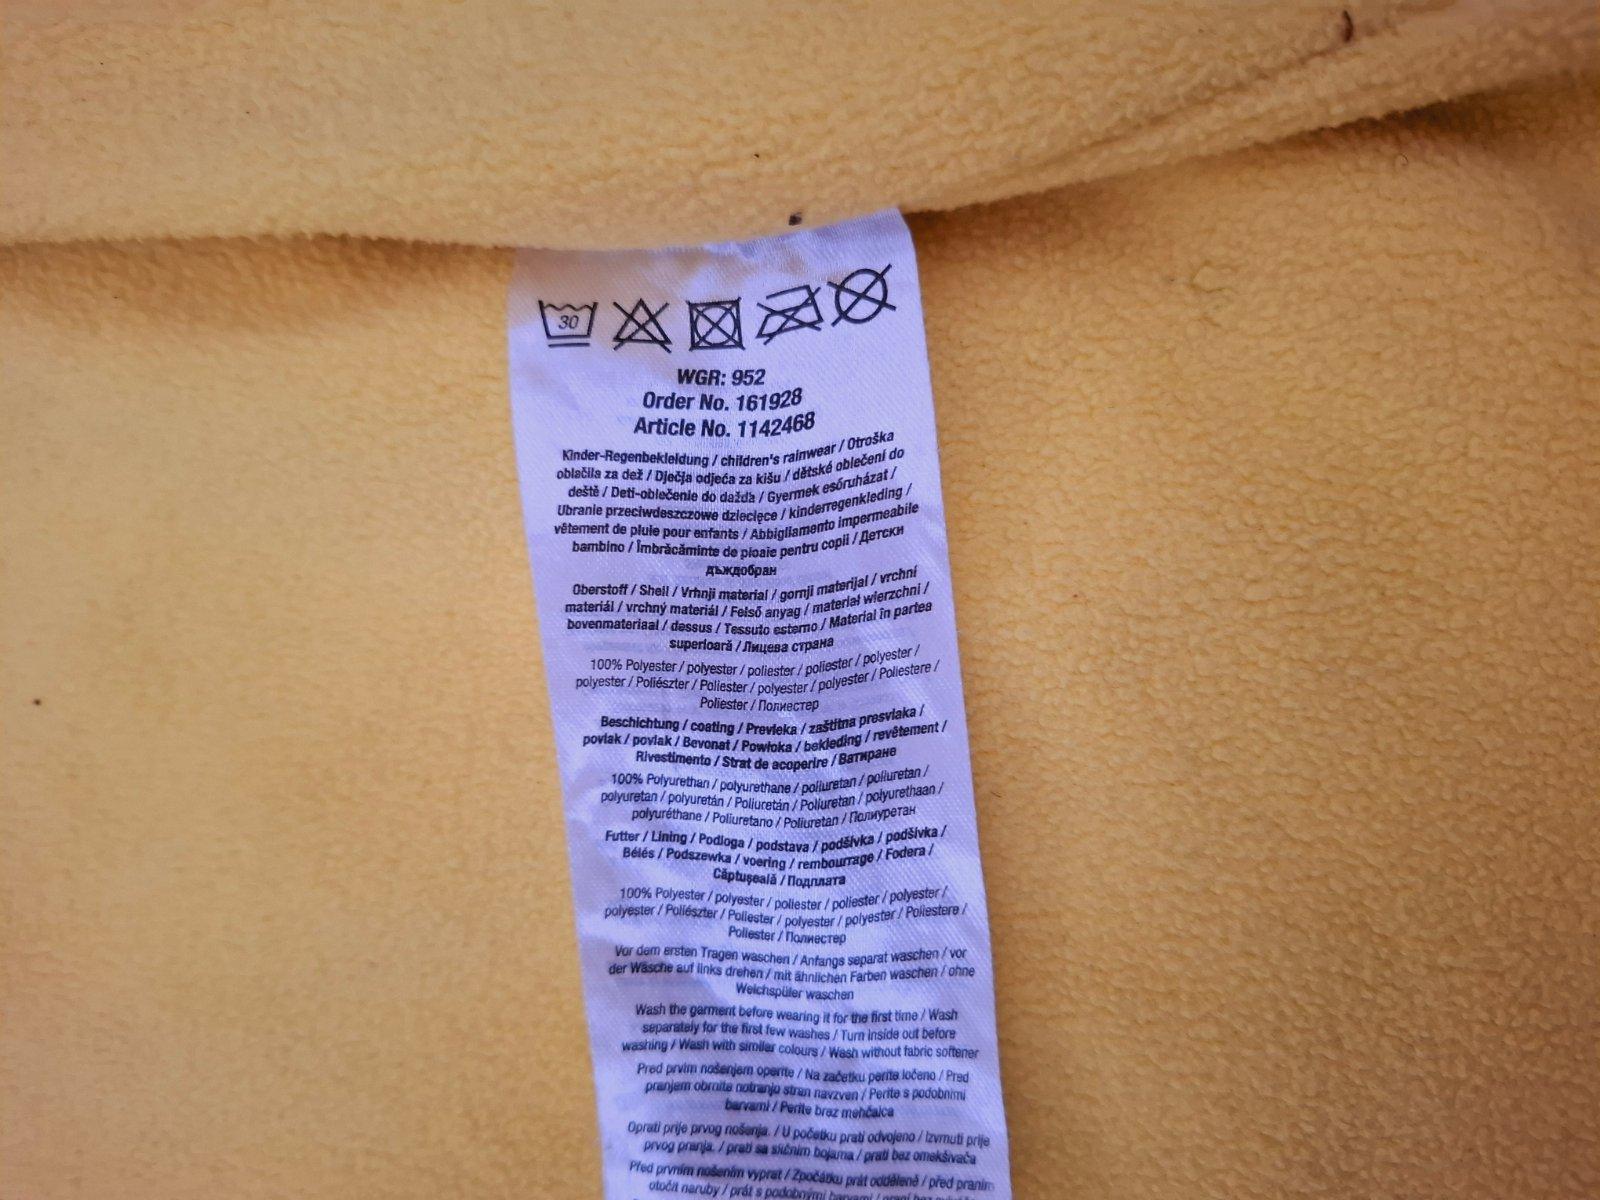 30
WGR: 952
Order No. 161928
Article No. 1142468
Kinder-Regenbekleidung / children's rainwear / Otroška
oblačila za dež / Dječja odjeća za kišu / dětské oblečení do
deště / Deti-oblečenie do dažďa / Gyermek esőruházat /
Ubranie przeciwdeszczowe dziecięce / kinderregenkleding /
vêtement de pluie pour enfants / Abbigliamento impermeabile
bambino / Îmbrăcăminte de ploaie pentru copii / Детски
дъждобран
Oberstoff / Shell / Vrhnji material / gornji materijal / vrchní
materiál / vrchný materiál / Felső anyag / materiał wierzchni /
bovenmateriaal / dessus / Tessuto esterno / Material în partea
superioară / Лицева страна
100% Polyester / polyester / poliester / poliester / polyester /
polyester / Poliészter / Poliester / polyester / polyester / Poliestere /
Poliester / Полиестер
Beschichtung / coating / Prevleka / zaštitna presvlaka /
povlak / povlak / Bevonat / Powłoka / bekleding / revêtement /
Rivestimento / Strat de acoperire / Ватиране
100% Polyurethan / polyurethane / poliuretan / poliuretan /
polyuretan / polyuretán / Poliuretán / Poliuretan / polyurethaan /
polyuréthane / Poliuretano / Poliuretan / Полиуретан
Futter / Lining / Podloga / podstava / podšívka / podšívka /
Bélés / Podszewka / voering / rembourrage / Fodera /
Căptușeală / Подплата
100% Polyester / polyester / poliester / poliester / polyester /
polyester / Poliészter / Poliester / polyester / polyester / Poliestere /
Poliester / Полиестер
Vor dem ersten Tragen waschen / Anfangs separat waschen / vor
der Wäsche auf links drehen / mit ähnlichen Farben waschen / ohne
Weichspüler waschen
Wash the garment before wearing it for the first time / Wash
separately for the first few washes / Turn inside out before
washing / Wash with similar colours / Wash without fabric softener
Pred prvim nošenjem operite / Na začetku perite ločeno / Pred
pranjem obrnite notranjo stran navzven / Perite s podobnimi
barvami / Perite brez mehčalca
Oprati prije prvog nošenja. / U početku prati odvojeno / Izvrnuti prije
prvog pranja. / prati sa sličnim bojama / prati bez omekšivača
Před prvním nošením vyprat / Zpočátku prát odděleně / před praním
otočit naruby / prát s podobnými barvami / praní bez